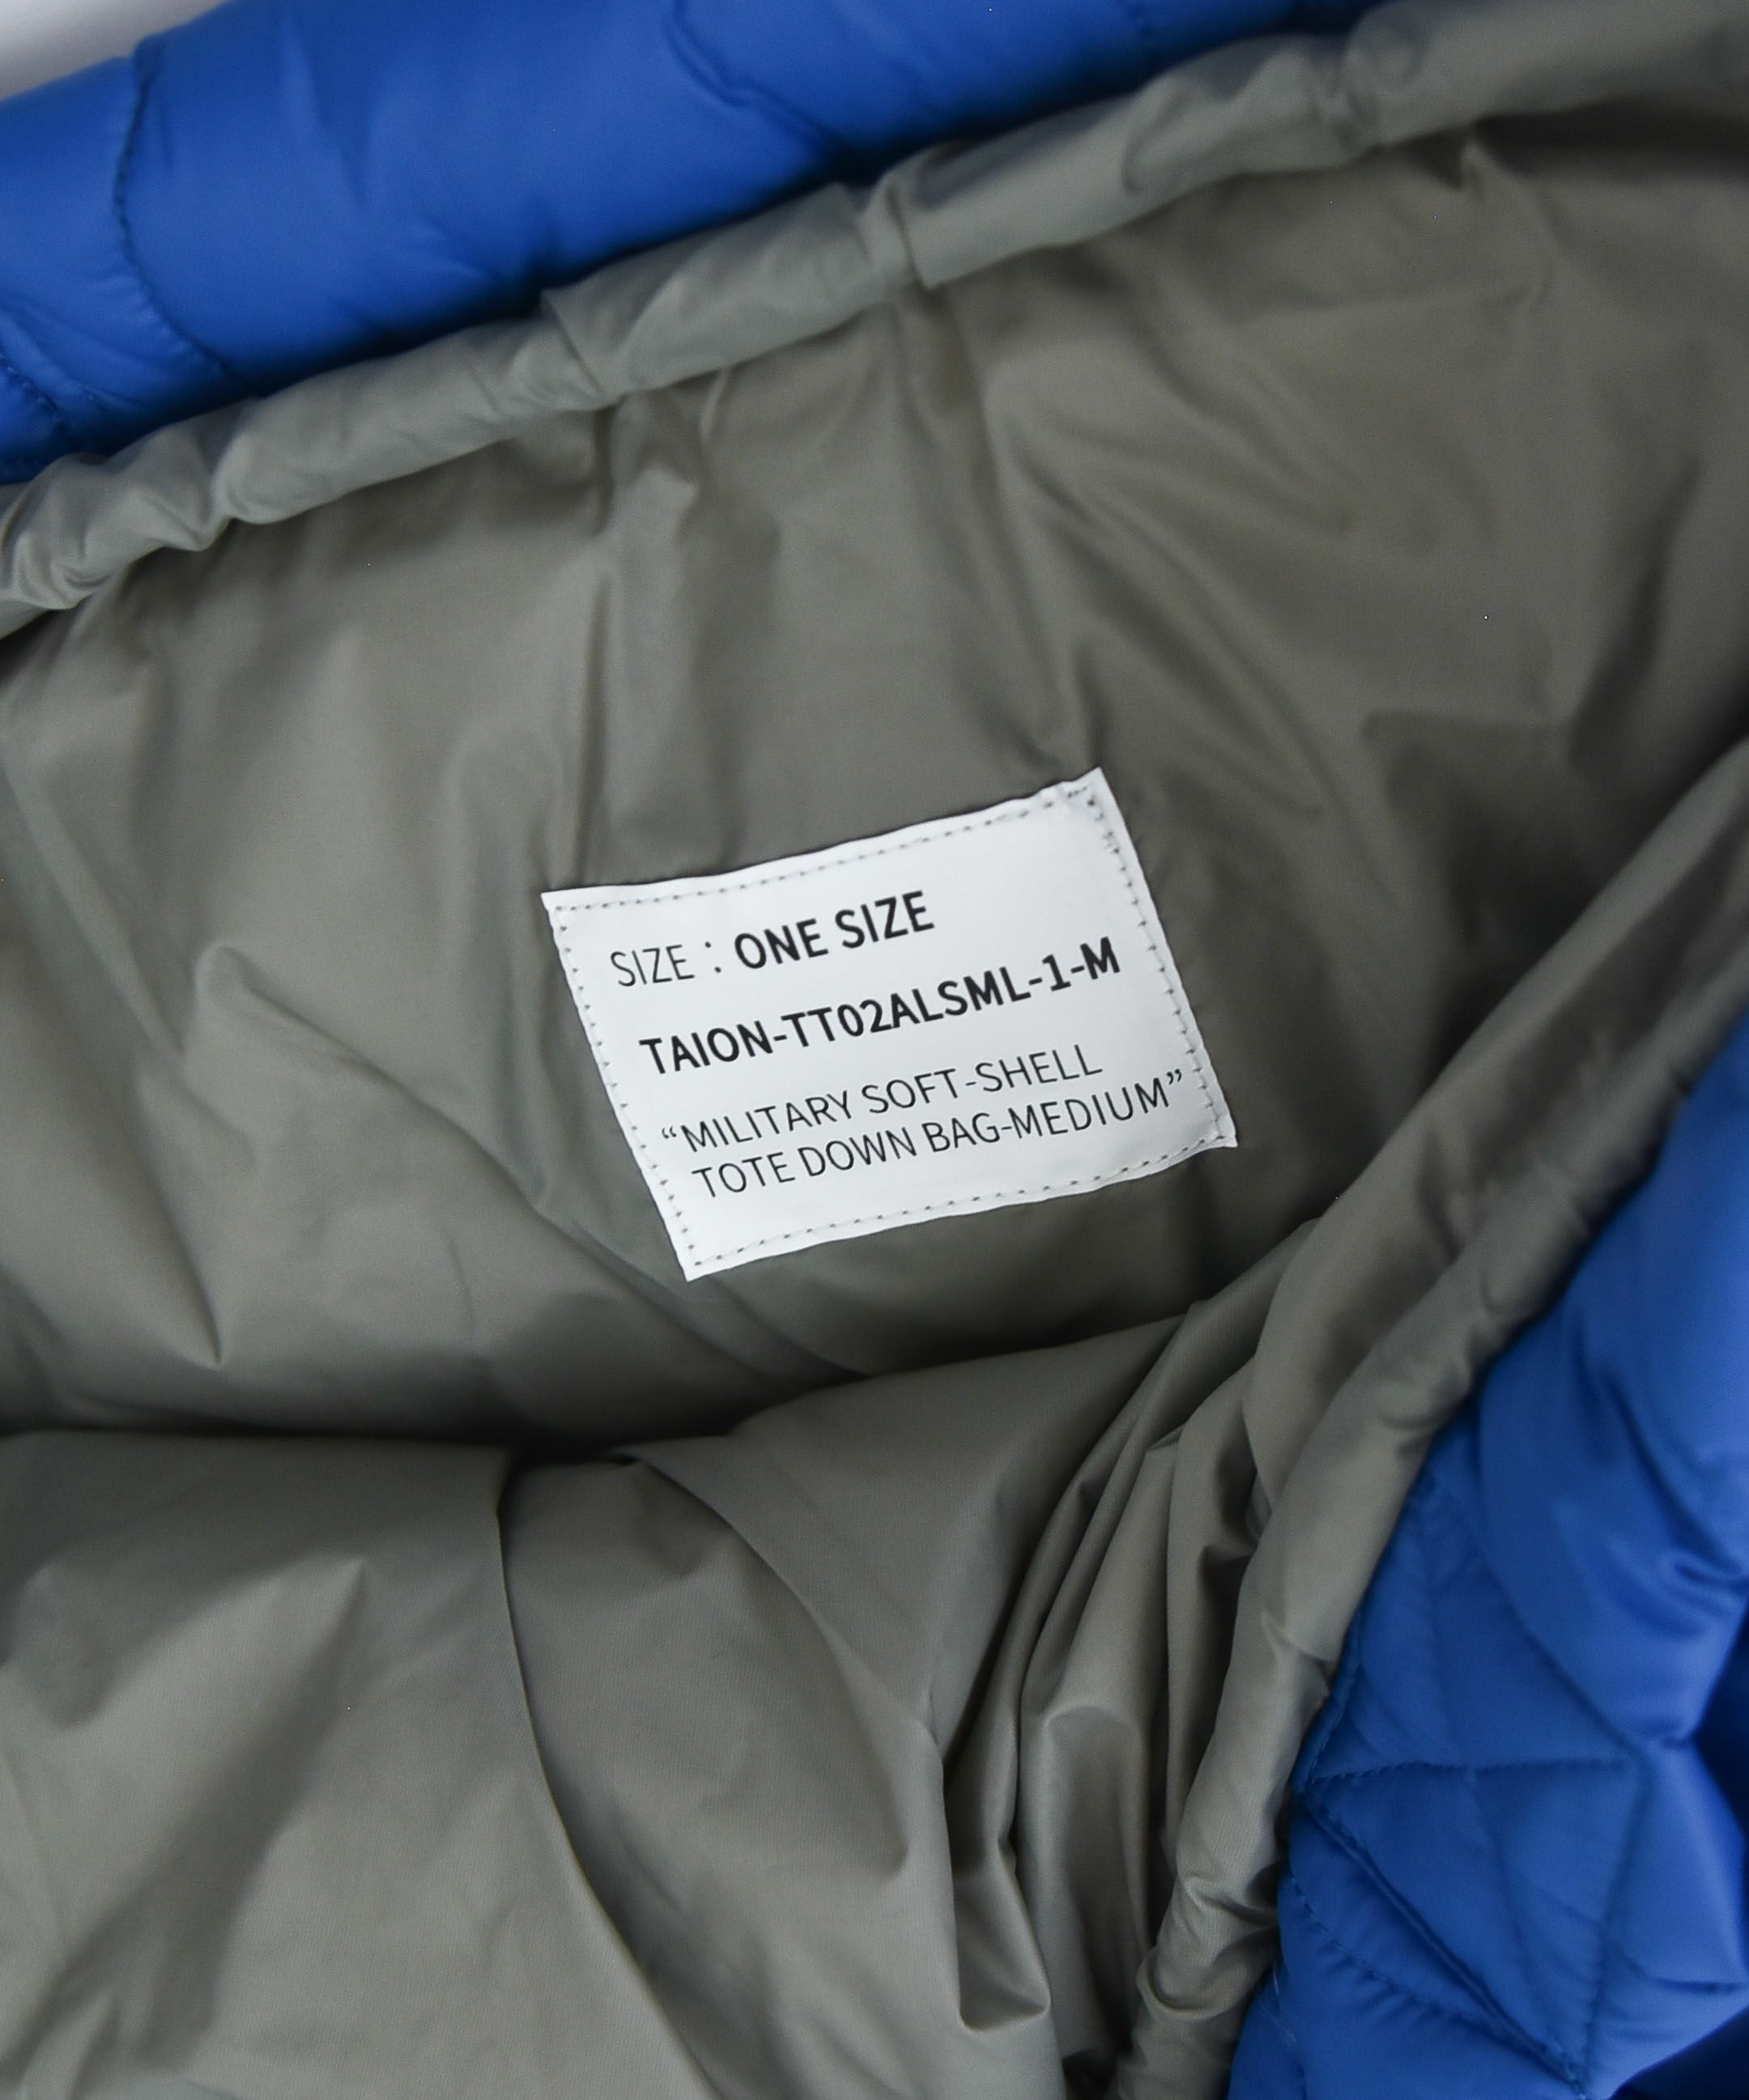 SIZE : ONE SIZE
TAION-TT02ALSML-1-M
“MILITARY SOFT-SHELL
TOTE DOWN BAG-MEDIUM”